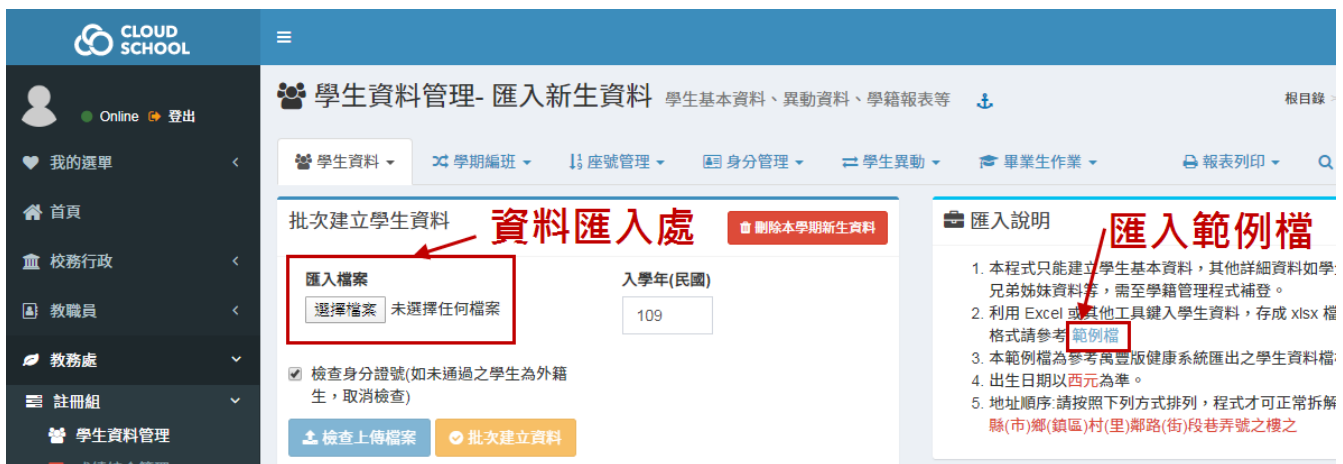 CLOUD
SCHOOL
Online 登出
我的選單
首頁
校務行政
教職員
教務處
註冊組
學生資料管理
學生資料管理- 匯入新生資料 學生基本資料、異動資料、學籍報表等
根目錄 >
學生資料
學期編班
座號管理
身分管理
學生異動
畢業生作業
報表列印
批次建立學生資料
資料匯入處
刪除本學期新生資料
匯入檔案
選擇檔案 未選擇任何檔案
入學年(民國)
109
檢查身分證號(如未通過之學生為外籍
生，取消檢查)
檢查上傳檔案
批次建立資料
匯入說明
匯入範例檔
1. 本程式只能建立學生基本資料，其他詳細資料如學
兄弟姊妹資料等，需至學籍管理程式補登。
2. 利用 Excel 或其他工具鍵入學生資料，存成 xlsx 檔
格式請參考 範例檔
3. 本範例檔為參考萬豐版健康系統匯出之學生資料檔
4. 出生日期以西元為準。
5. 地址順序:請按照下列方式排列，程式才可正常拆解
縣(市)鄉(鎮區)村(里)鄰路(街)段巷弄號之樓之